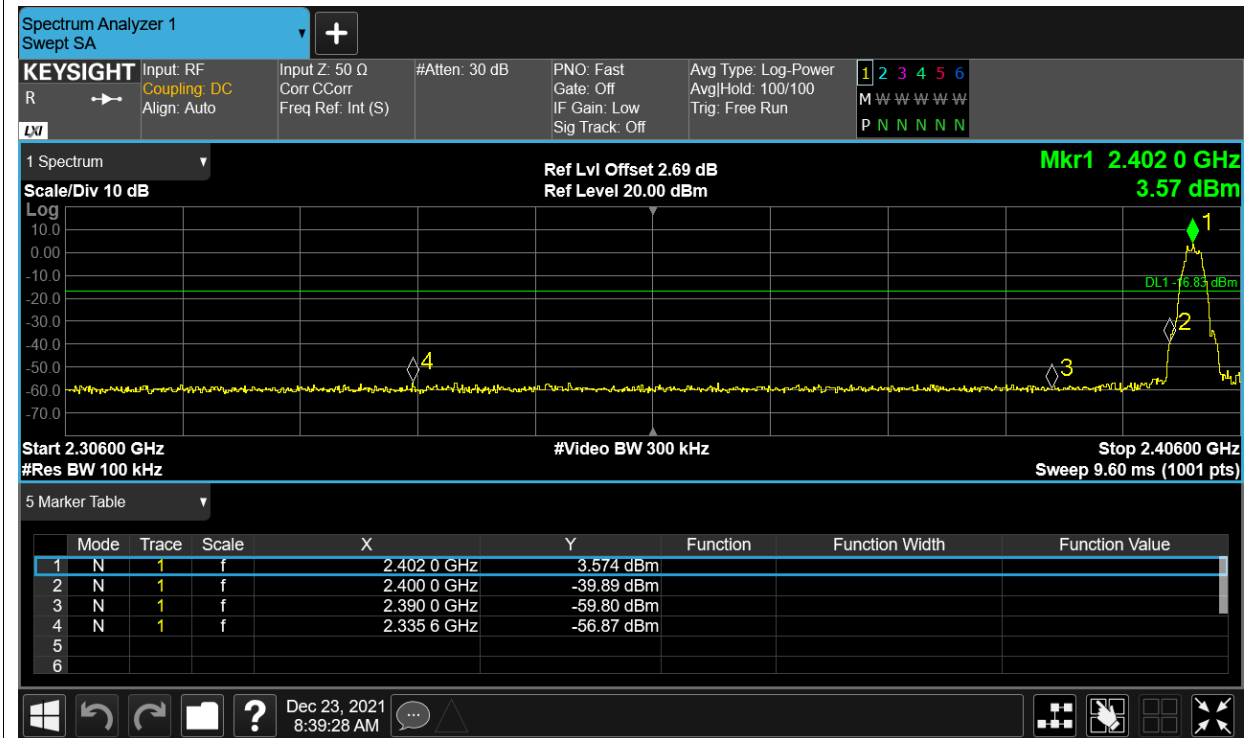 Spectrum Analyzer 1
Swept SA
KEYSIGHT
R
LXI
Input: RF
Coupling: DC
Align: Auto
Input Z: 50 Ω
Corr CCorr
Freq Ref: Int (S)
#Atten: 30 dB
PNO: Fast
Gate: Off
IF Gain: Low
Sig Track: Off
Avg Type: Log-Power
Avg|Hold: 100/100
Trig: Free Run
1 2 3 4 5 6
M W W W W W
P N N N N N
1 Spectrum
Scale/Div 10 dB
Ref Lvl Offset 2.69 dB
Ref Level 20.00 dBm
Mkr1 2.402 0 GHz
3.57 dBm
Log
10.0
0.00
-10.0
-20.0
-30.0
-40.0
-50.0
-60.0
-70.0
1
DL1 -16.83 dBm
2
3
4
Start 2.30600 GHz
#Res BW 100 kHz
#Video BW 300 kHz
Stop 2.40600 GHz
Sweep 9.60 ms (1001 pts)
5 Marker Table
Mode Trace Scale X Y Function Function Width Function Value
1 N 1 f 2.402 0 GHz 3.574 dBm
2 N 1 f 2.400 0 GHz -39.89 dBm
3 N 1 f 2.390 0 GHz -59.80 dBm
4 N 1 f 2.335 6 GHz -56.87 dBm
5
6
?
Dec 23, 2021
8:39:28 AM